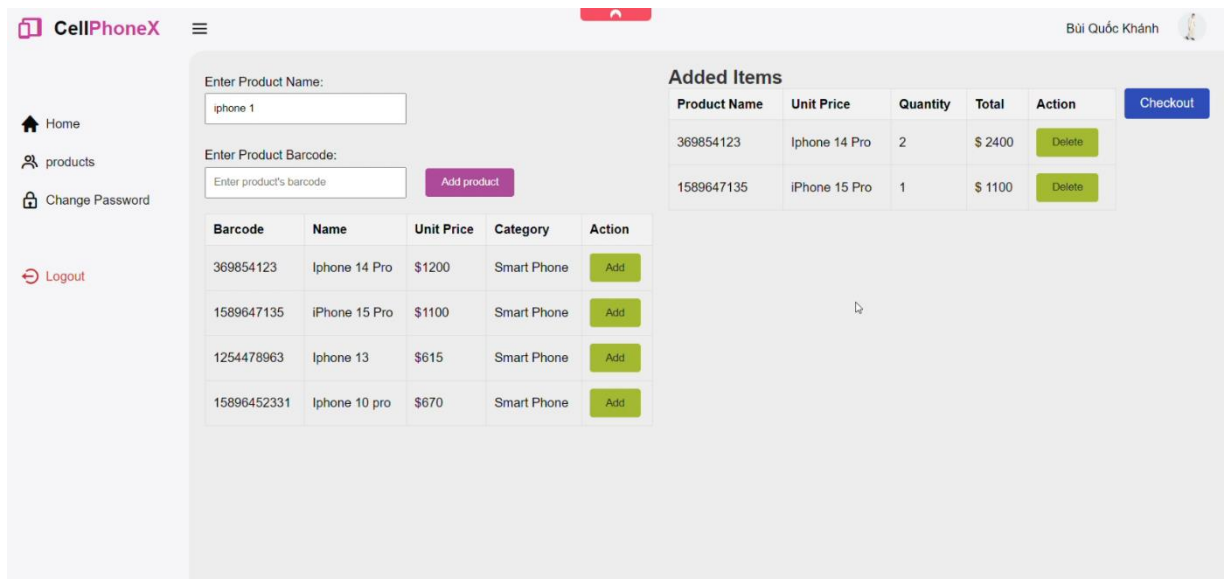 CellPhoneX
Bùi Quốc Khánh
Home
products
Change Password
Logout
Enter Product Name:
iphone 1
Enter Product Barcode:
Enter product's barcode
Add product
Barcode Name Unit Price Category Action
369854123 Iphone 14 Pro $1200 Smart Phone Add
1589647135 iPhone 15 Pro $1100 Smart Phone Add
1254478963 Iphone 13 $615 Smart Phone Add
15896452331 Iphone 10 pro $670 Smart Phone Add
Added Items
Product Name Unit Price Quantity Total Action
369854123 Iphone 14 Pro 2 $ 2400 Delete
1589647135 iPhone 15 Pro 1 $ 1100 Delete
Checkout